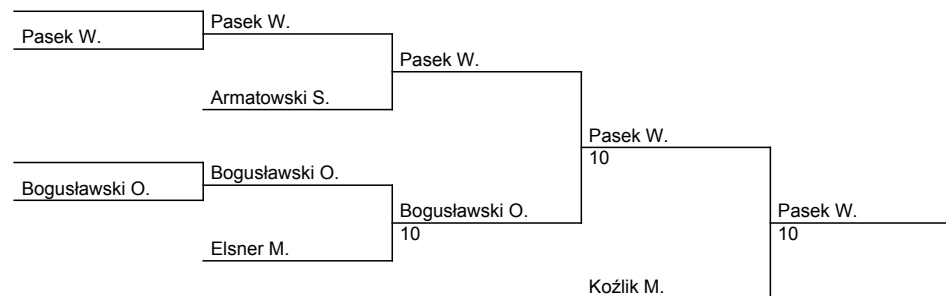 Pasek W.
Pasek W.
Pasek W.
Armatowski S.
Pasek W.
10
Bogusławski O.
Bogusławski O.
Bogusławski O.
10
Pasek W.
10
Elsner M.
Koźlik M.